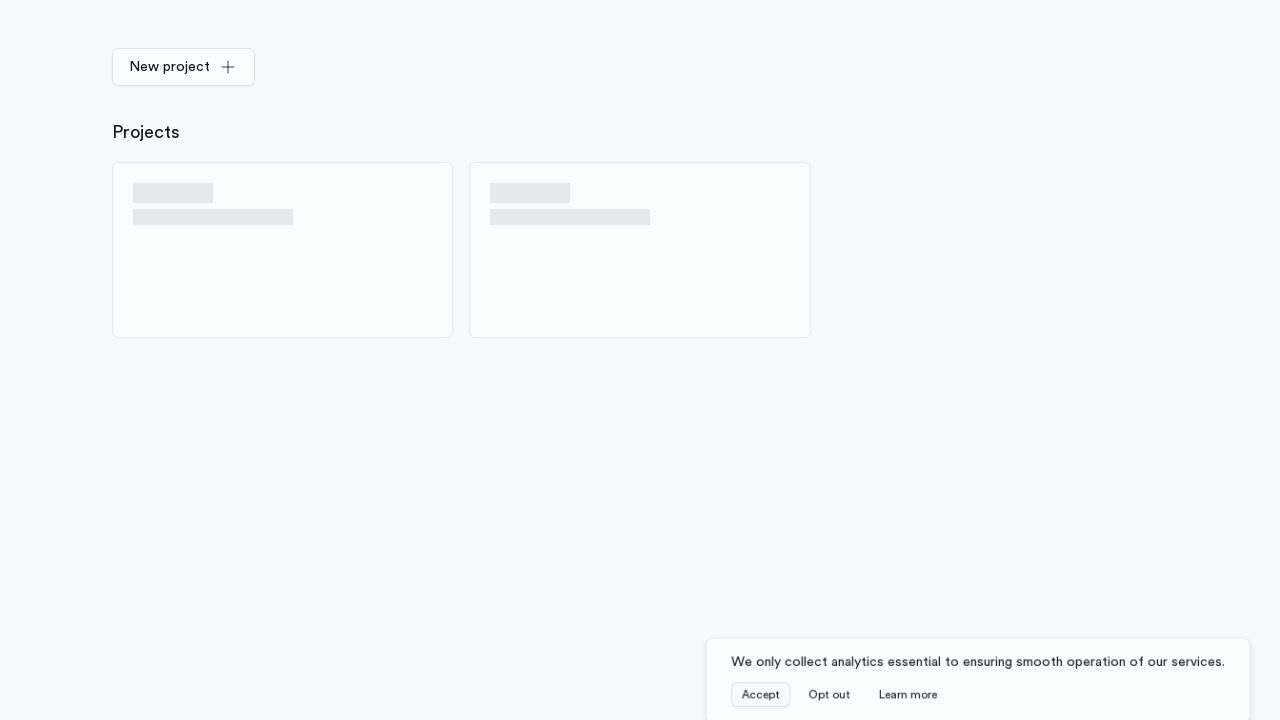 New project
Projects
We only collect analytics essential to ensuring smooth operation of our services.
Accept Opt out Learn more